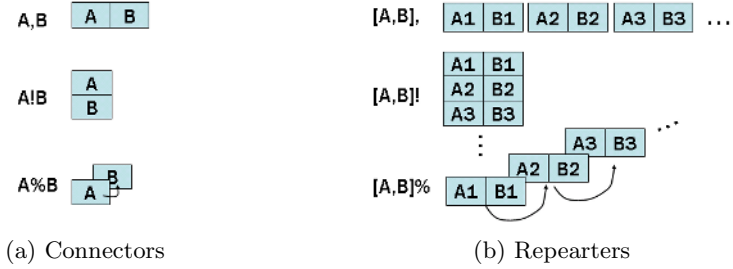 A,B A B [A,B], A1 B1 A2 B2 A3 B3 ...
A!B A B [A,B]! A1 B1
A2 B2
A3 B3
A%B A B [A,B]% A1 B1 A2 B2 A3 B3
(a) Connectors (b) Repearters